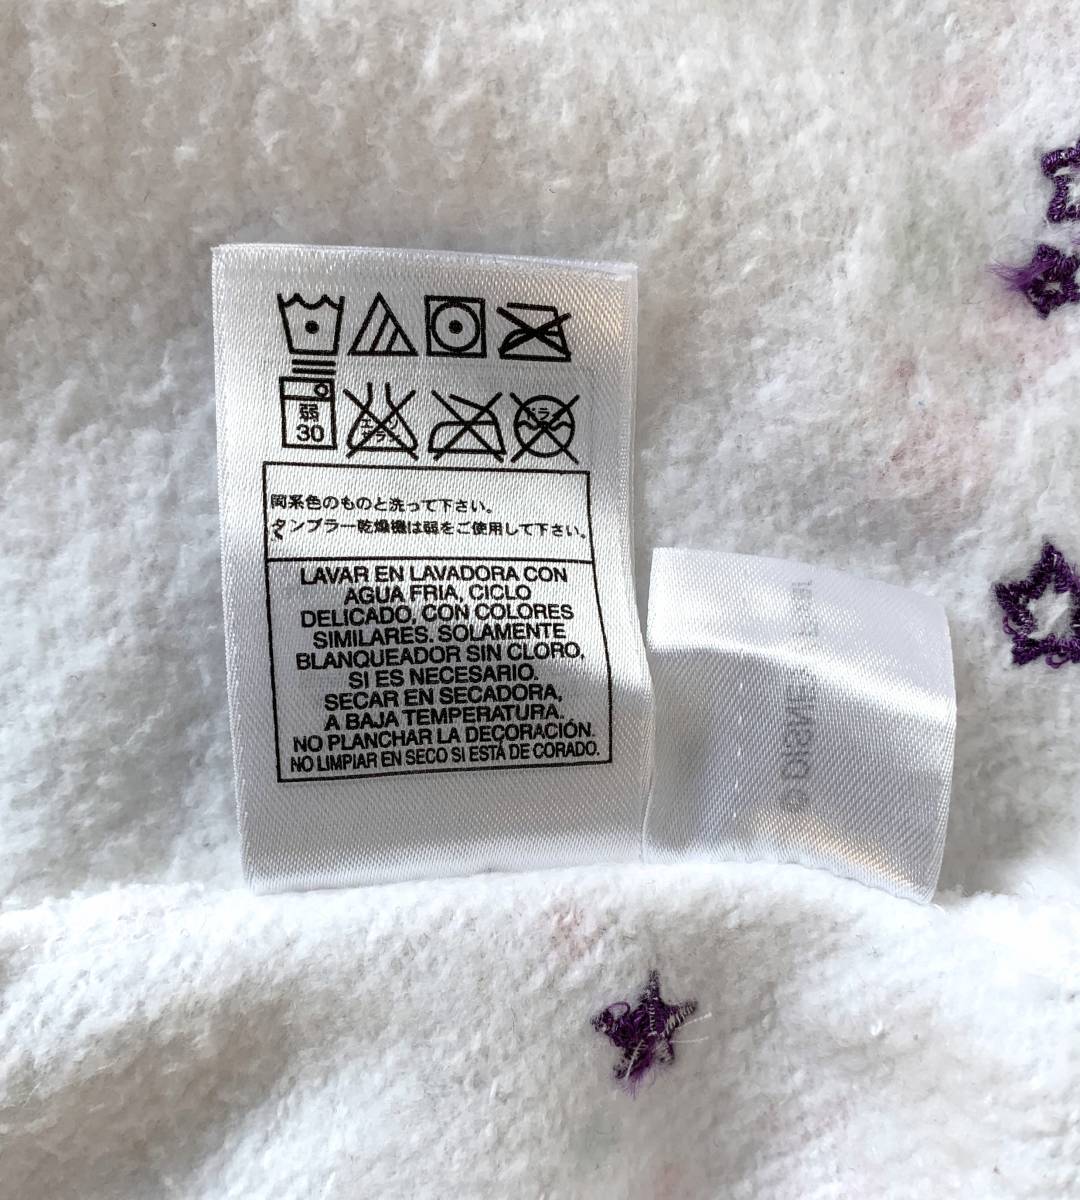 弱
30
同系色のものと洗って下さい。
タンブラー乾燥機は弱をご使用して下さい。
LAVAR EN LAVADORA CON
AGUA FRIA, CICLO
DELICADO, CON COLORES
SIMILARES. SOLAMENTE
BLANQUEADOR SIN CLORO,
SI ES NECESARIO.
SECAR EN SECADORA,
A BAJA TEMPERATURA.
NO PLANCHAR LA DECORACIÓN.
NO LIMPIAR EN SECO SI ESTÁ DE CORADO.